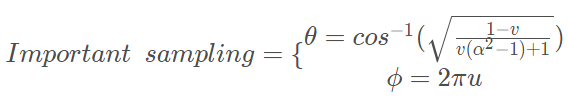 Important sampling = { θ = cos⁻¹(√((1−v)/(v(α²−1)+1)))
ϕ = 2πu